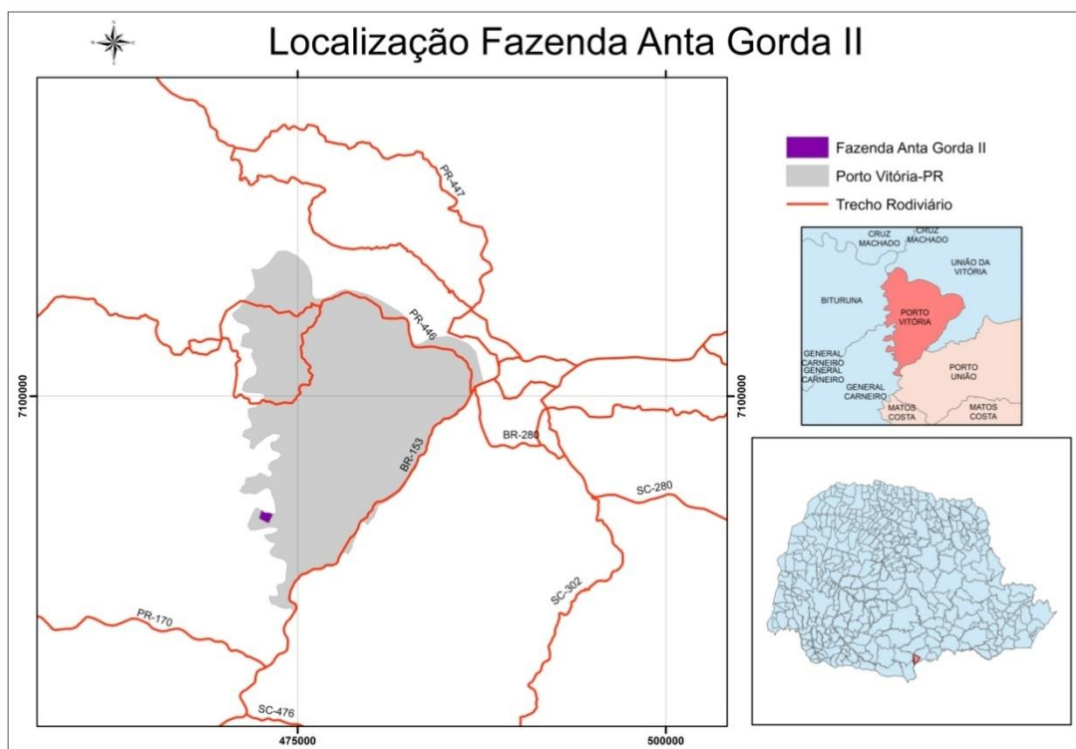 Localização Fazenda Anta Gorda II
Fazenda Anta Gorda II
Porto Vitória-PR
Trecho Rodiviário
PR-447
PR-446
BR-153
BR-280
SC-280
SC-302
PR-170
SC-476
7100000
7100000
475000
500000
CRUZ
MACHADO
CRUZ
MACHADO
UNIÃO DA
VITÓRIA
BITURUNA
PORTO
VITÓRIA
GENERAL
CARNEIRO
GENERAL
CARNEIRO
GENERAL
CARNEIRO
PORTO
UNIÃO
MATOS
COSTA
MATOS
COSTA